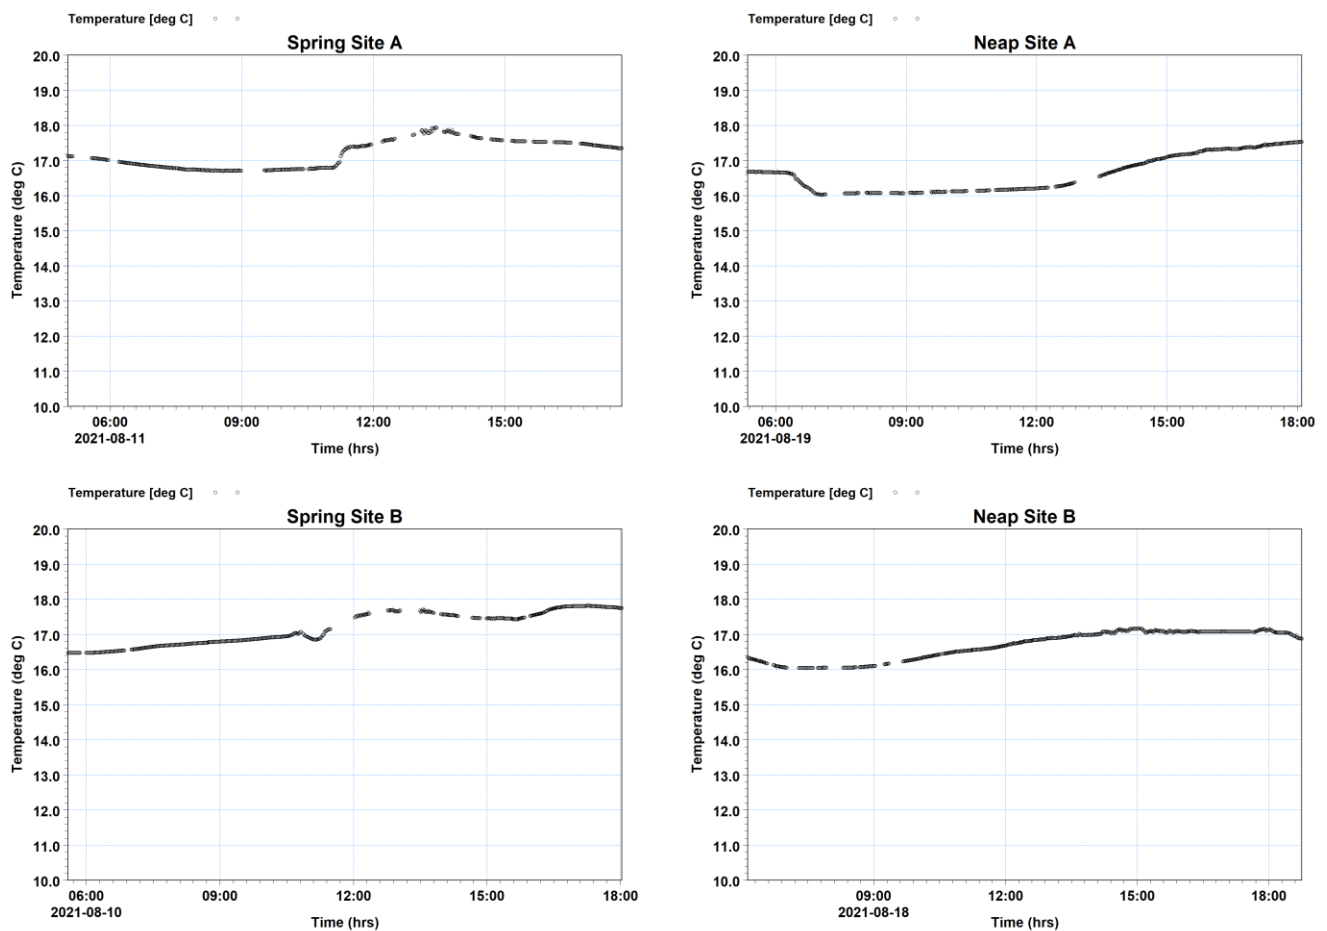 Temperature [deg C]
Spring Site A
Temperature (deg C)
20.0
19.0
18.0
17.0
16.0
15.0
14.0
13.0
12.0
11.0
10.0
06:00 09:00 12:00 15:00
2021-08-11
Time (hrs)
Temperature [deg C]
Neap Site A
Temperature (deg C)
20.0
19.0
18.0
17.0
16.0
15.0
14.0
13.0
12.0
11.0
10.0
06:00 09:00 12:00 15:00 18:00
2021-08-19
Time (hrs)
Temperature [deg C]
Spring Site B
Temperature (deg C)
20.0
19.0
18.0
17.0
16.0
15.0
14.0
13.0
12.0
11.0
10.0
06:00 09:00 12:00 15:00 18:00
2021-08-10
Time (hrs)
Temperature [deg C]
Neap Site B
Temperature (deg C)
20.0
19.0
18.0
17.0
16.0
15.0
14.0
13.0
12.0
11.0
10.0
09:00 12:00 15:00 18:00
2021-08-18
Time (hrs)